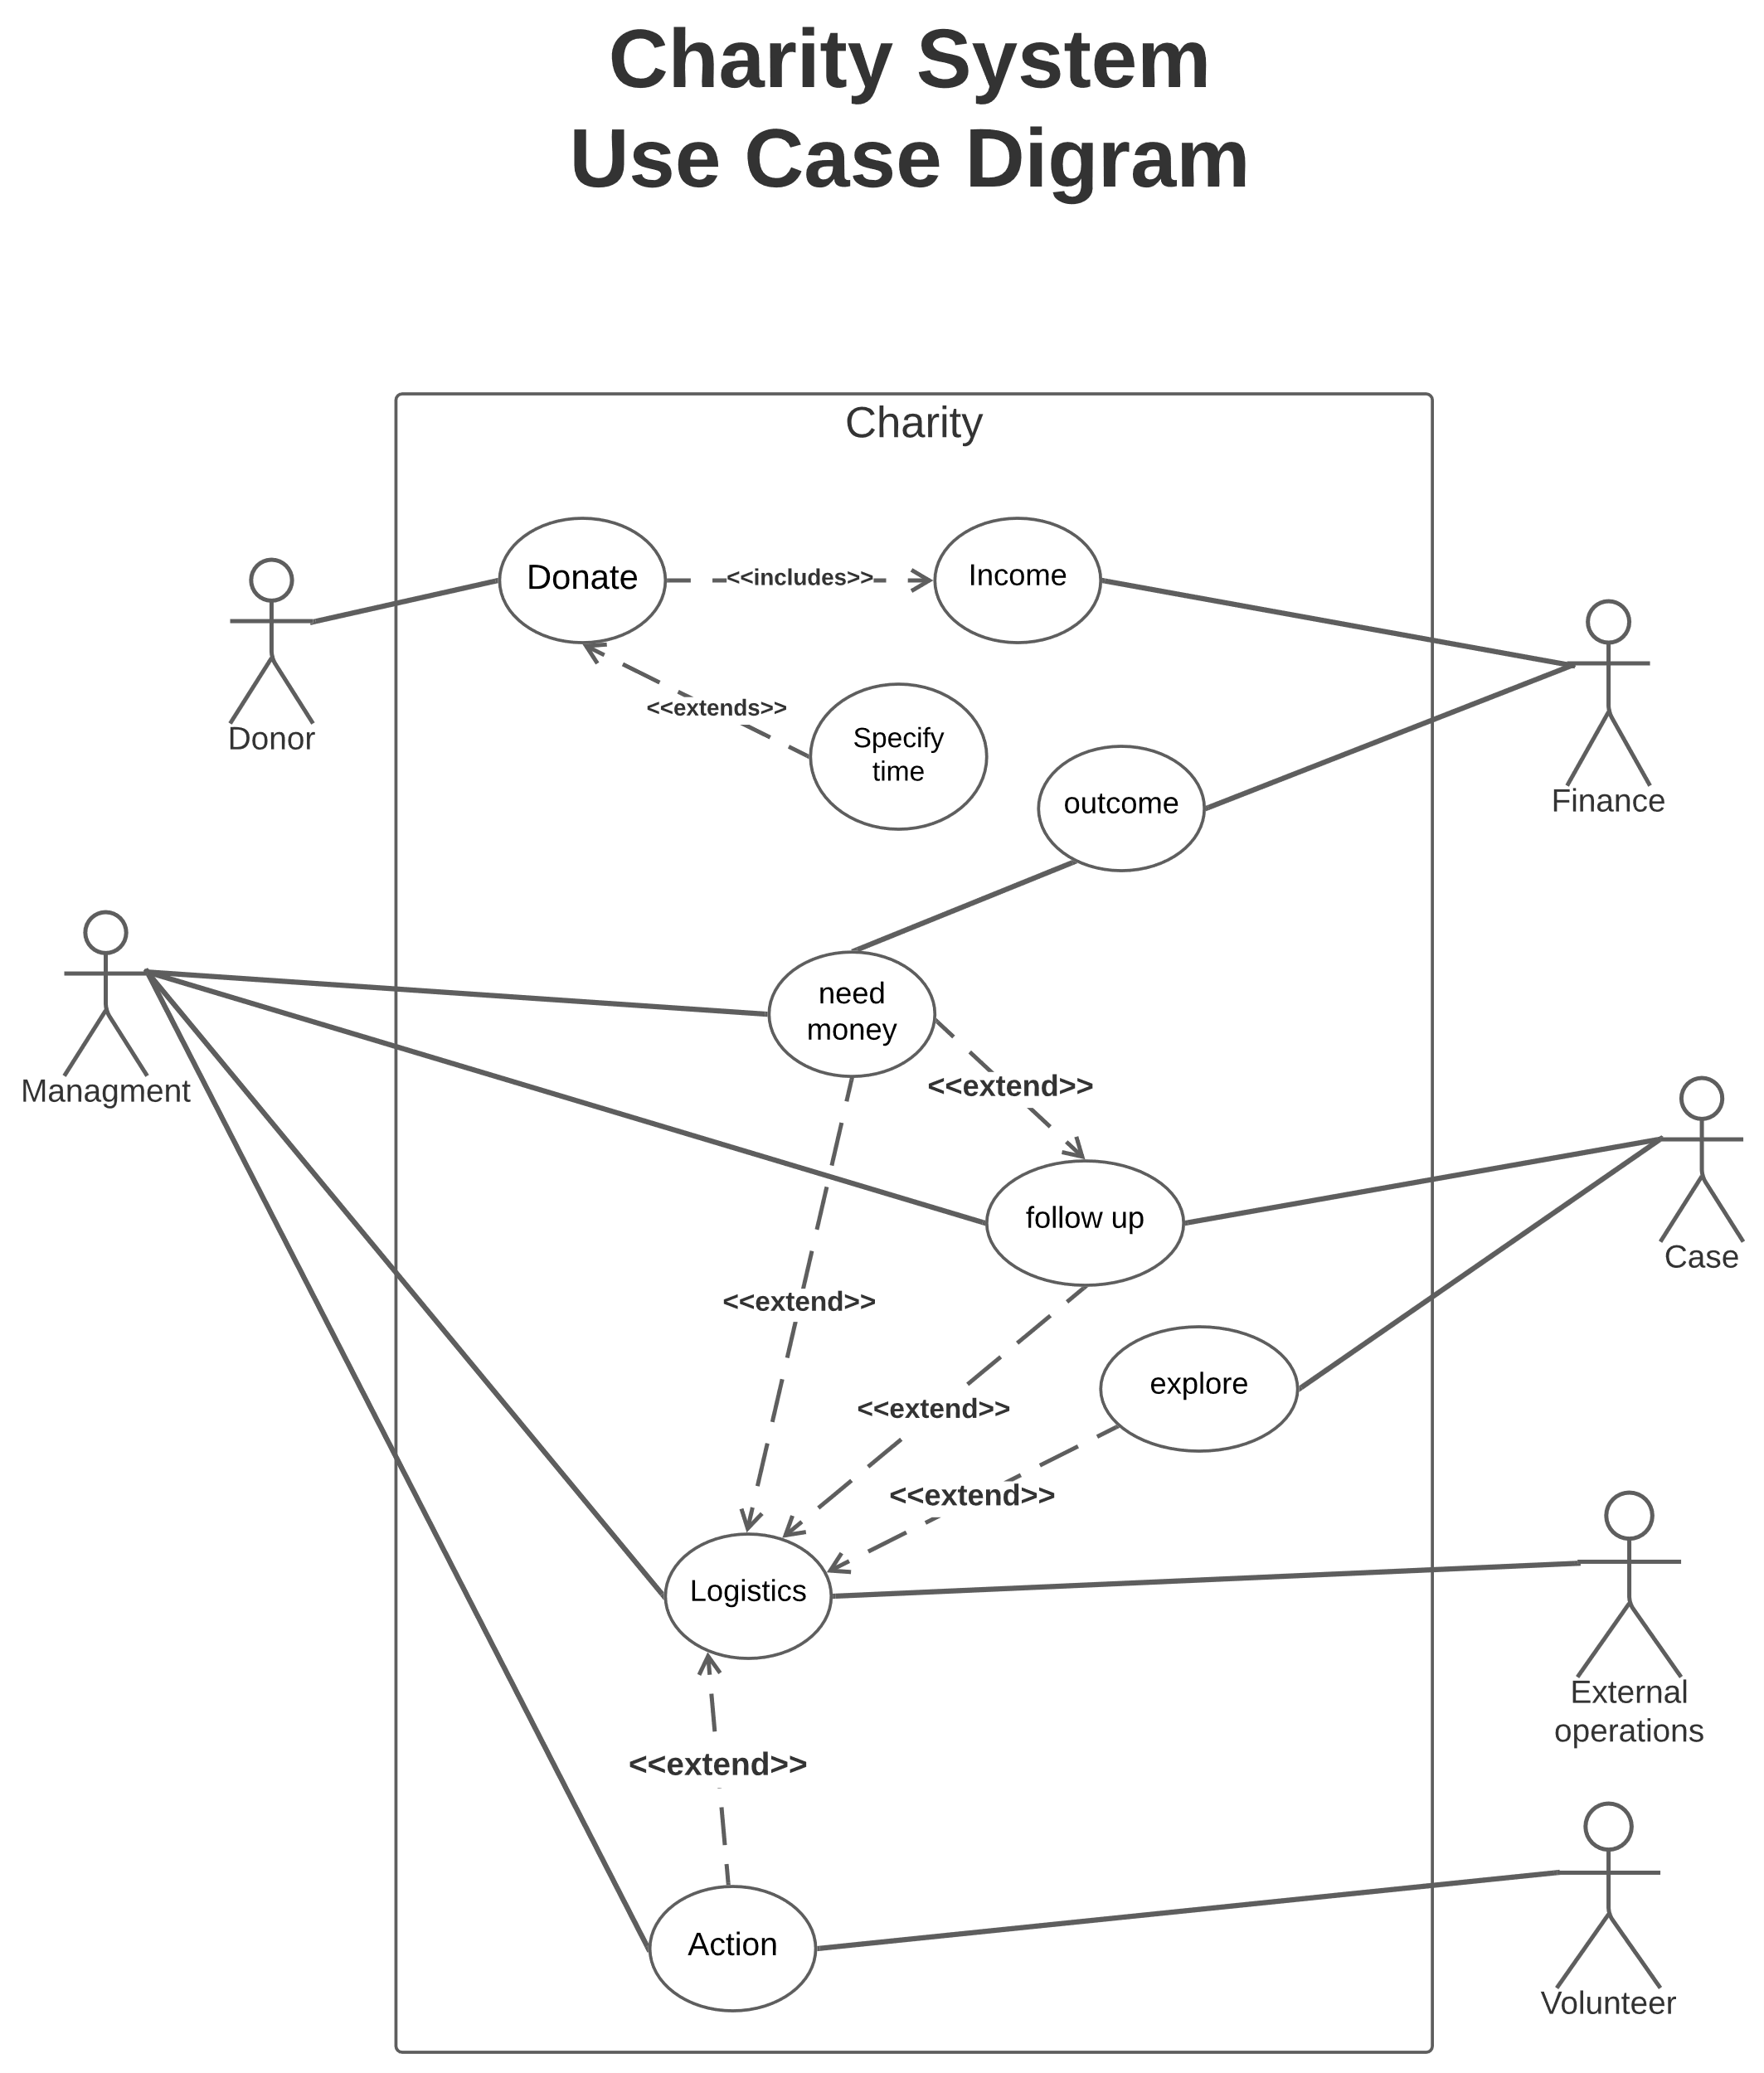 Charity System
Use Case Digram
Charity
Donate
<<includes>>
Income
Donor
<<extends>>
Specify
time
outcome
Finance
Managment
need
money
<<extend>>
follow up
Case
<<extend>>
explore
<<extend>>
<<extend>>
Logistics
External
operations
<<extend>>
Action
Volunteer